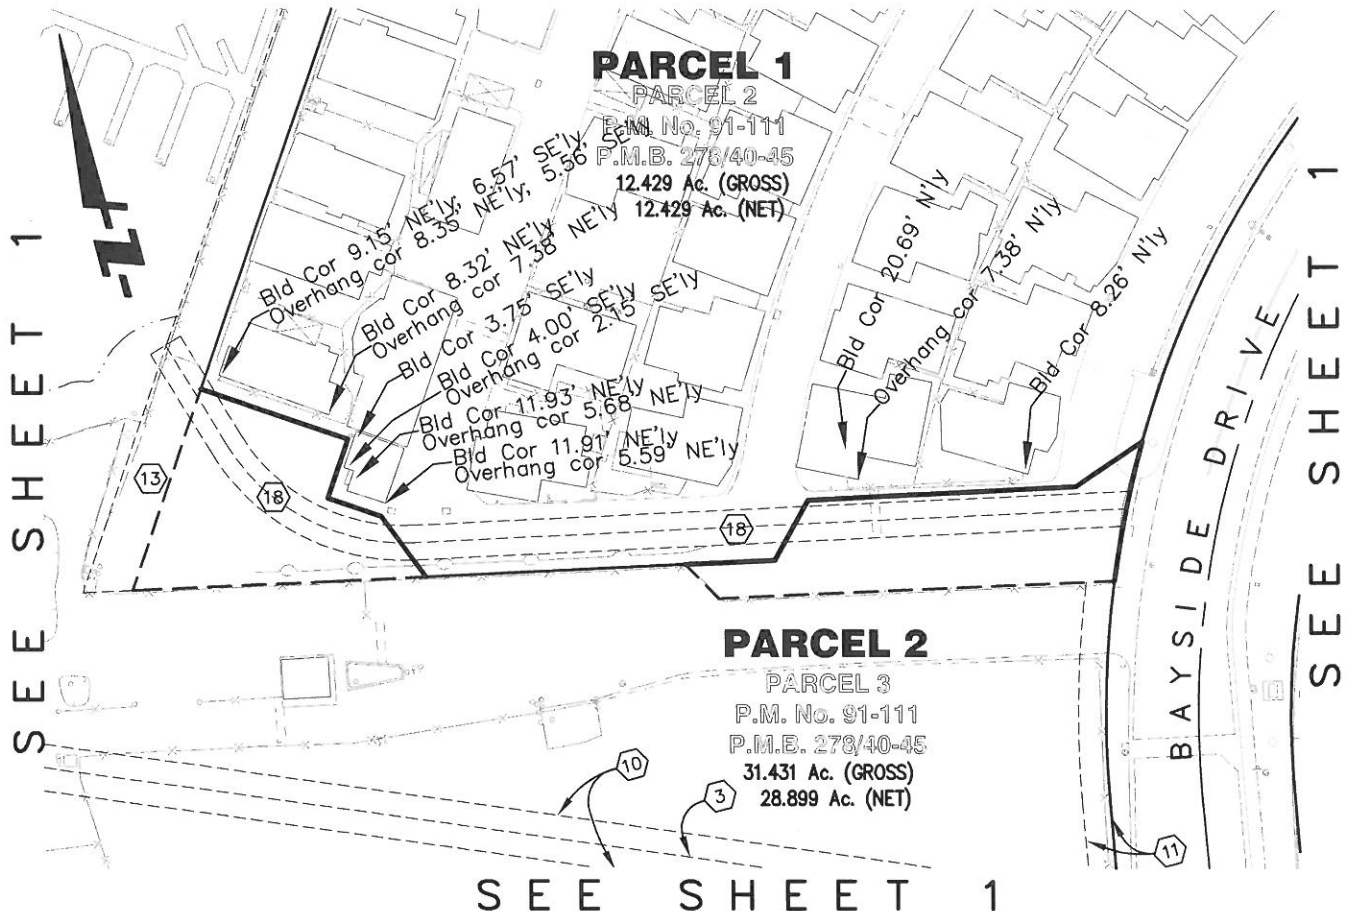 PARCEL 1
PARCEL 2
P.M. No. 91-111
P.M.B. 278/40-45
12.429 Ac. (GROSS)
12.429 Ac. (NET)
Bld Cor 9.15' NE'ly; 6.57' SE'ly
Overhang cor 8.35' NE'ly; 5.56' SE'ly
Bld Cor 8.32' NE'ly
Overhang cor 7.38' NE'ly
Bld Cor 3.75' SE'ly
Bld Cor 4.00' SE'ly
Overhang cor 2.15' SE'ly
Bld Cor 11.93' NE'ly
Overhang cor 5.68' NE'ly
Bld Cor 11.91' NE'ly
Overhang cor 5.59' NE'ly
Bld Cor 20.69' N'ly
Overhang cor 7.38' N'ly
Bld Cor 8.26' N'ly
SEE SHEET 1
N
13
18
18
BAYSIDE DRIVE
SEE SHEET 1
PARCEL 2
PARCEL 3
P.M. No. 91-111
P.M.B. 278/40-45
31.431 Ac. (GROSS)
28.899 Ac. (NET)
10
3
11
SEE SHEET 1